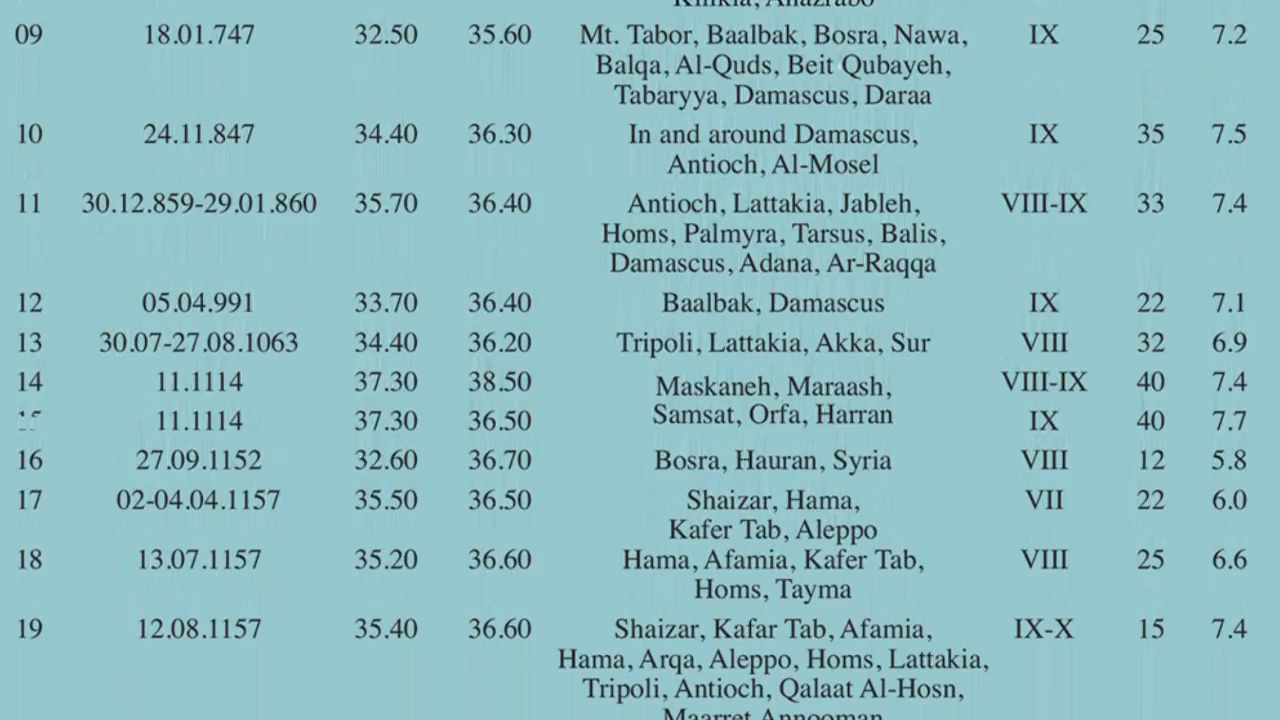 09 18.01.747 32.50 35.60 Mt. Tabor, Baalbak, Bosra, Nawa, IX 25 7.2
Balqa, Al-Quds, Beit Qubayeh,
Tabaryya, Damascus, Daraa
10 24.11.847 34.40 36.30 In and around Damascus, IX 35 7.5
Antioch, Al-Mosel
11 30.12.859-29.01.860 35.70 36.40 Antioch, Lattakia, Jableh, VIII-IX 33 7.4
Homs, Palmyra, Tarsus, Balis,
Damascus, Adana, Ar-Raqqa
12 05.04.991 33.70 36.40 Baalbak, Damascus IX 22 7.1
13 30.07-27.08.1063 34.40 36.20 Tripoli, Lattakia, Akka, Sur VIII 32 6.9
14 11.1114 37.30 38.50 Maskaneh, Maraash, VIII-IX 40 7.4
Samsat, Orfa, Harran
11.1114 37.30 36.50 IX 40 7.7
16 27.09.1152 32.60 36.70 Bosra, Hauran, Syria VIII 12 5.8
17 02-04.04.1157 35.50 36.50 Shaizar, Hama, VII 22 6.0
Kafer Tab, Aleppo
18 13.07.1157 35.20 36.60 Hama, Afamia, Kafer Tab, VIII 25 6.6
Homs, Tayma
19 12.08.1157 35.40 36.60 Shaizar, Kafar Tab, Afamia, IX-X 15 7.4
Hama, Arqa, Aleppo, Homs, Lattakia,
Tripoli, Antioch, Qalaat Al-Hosn,